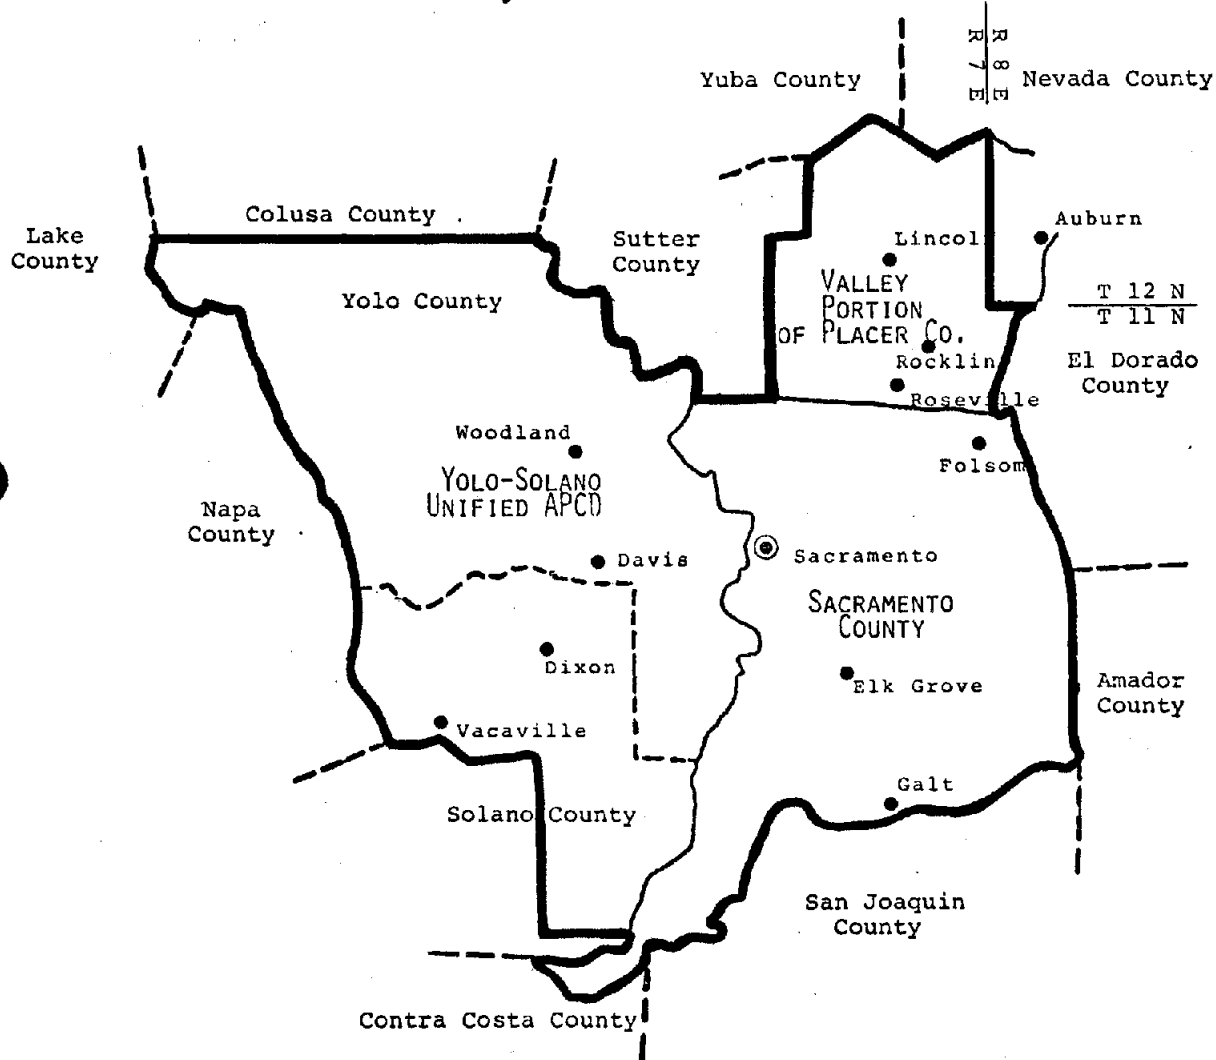 Yuba County
R 8 E
R 7 E
Nevada County
Colusa County
Lake
County
Sutter
County
Auburn
Lincol
Yolo County
VALLEY
PORTION
OF PLACER CO.
T 12 N
T 11 N
Rocklin
El Dorado
County
Roseville
Woodland
Folsom
YOLO-SOLANO
UNIFIED APCD
Napa
County
Davis
Sacramento
SACRAMENTO
COUNTY
Dixon
Elk Grove
Amador
County
Vacaville
Galt
Solano County
San Joaquin
County
Contra Costa County